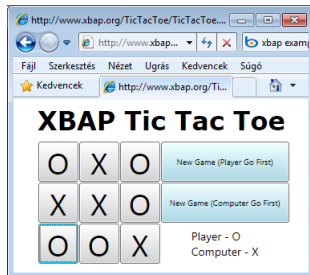 http://www.xbap.org/TicTacToe/TicTacToe....
http://www.xbap... xbap examp
Fájl Szerkesztés Nézet Ugrás Kedvencek Súgó
Kedvencek http://www.xbap.org/Ti...
XBAP Tic Tac Toe
O X O New Game (Player Go First)
X X O New Game (Computer Go First)
O O X
Player - O
Computer - X